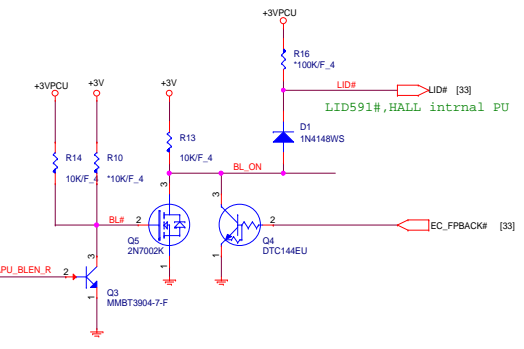 +3VPCU
R16
*100K/F_4
LID#
LID# [33]
LID591#,HALL intrnal PU
+3VPCU
+3V
+3V
D1
1N4148WS
R14
10K/F_4
R10
*10K/F_4
R13
10K/F_4
BL_ON
3
3
BL#
2
2
EC_FPBACK# [33]
Q5
2N7002K
Q4
DTC144EU
1
1
3
PU_BLEN_R
2
1
Q3
MMBT3904-7-F